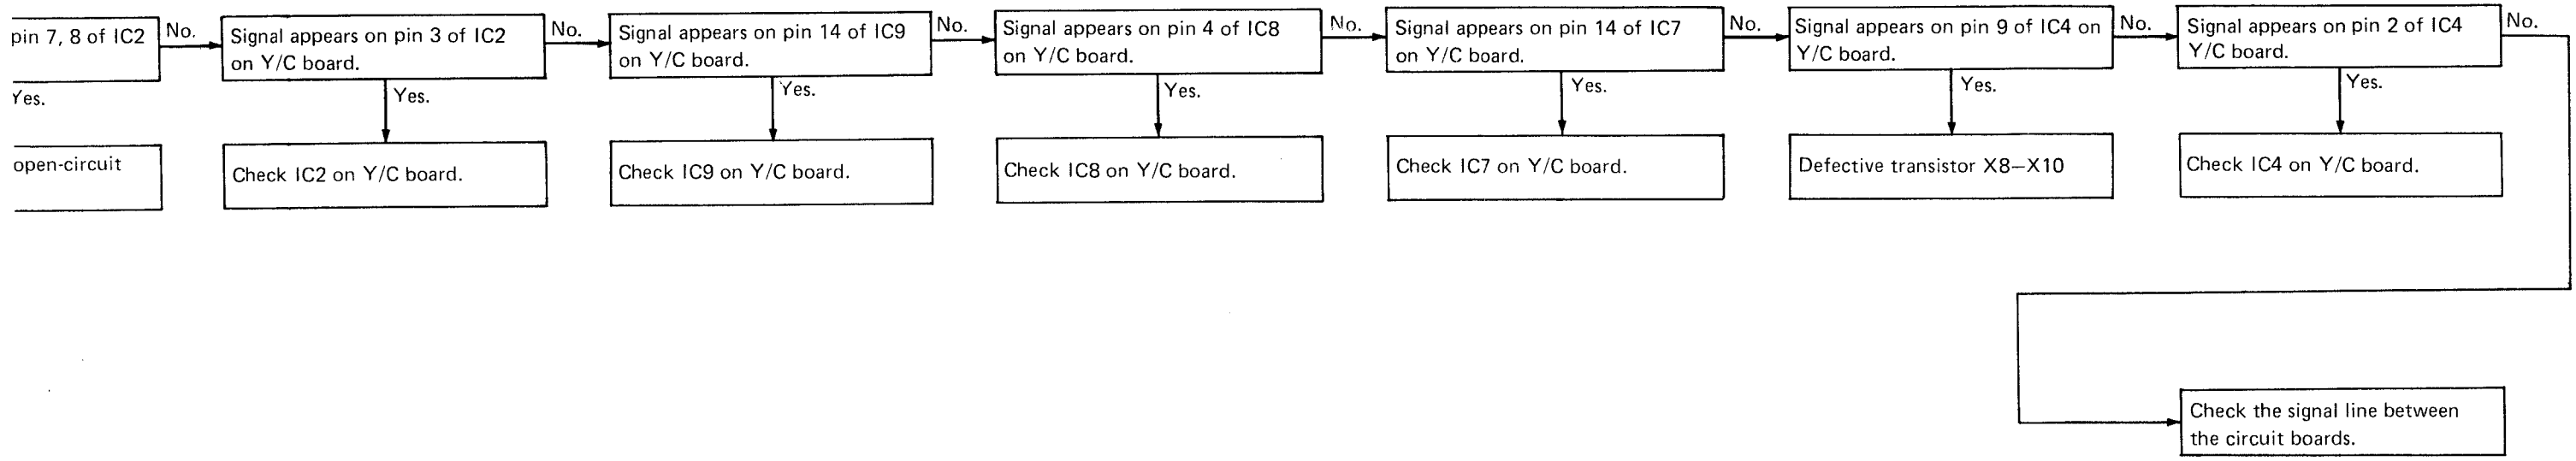 pin 7, 8 of IC2
No.
Signal appears on pin 3 of IC2
on Y/C board.
No.
Signal appears on pin 14 of IC9
on Y/C board.
No.
Signal appears on pin 4 of IC8
on Y/C board.
No.
Signal appears on pin 14 of IC7
on Y/C board.
No.
Signal appears on pin 9 of IC4 on
Y/C board.
No.
Signal appears on pin 2 of IC4
Y/C board.
No.
Yes.
Yes.
Yes.
Yes.
Yes.
Yes.
Yes.
open-circuit
Check IC2 on Y/C board.
Check IC9 on Y/C board.
Check IC8 on Y/C board.
Check IC7 on Y/C board.
Defective transistor X8–X10
Check IC4 on Y/C board.
Check the signal line between
the circuit boards.